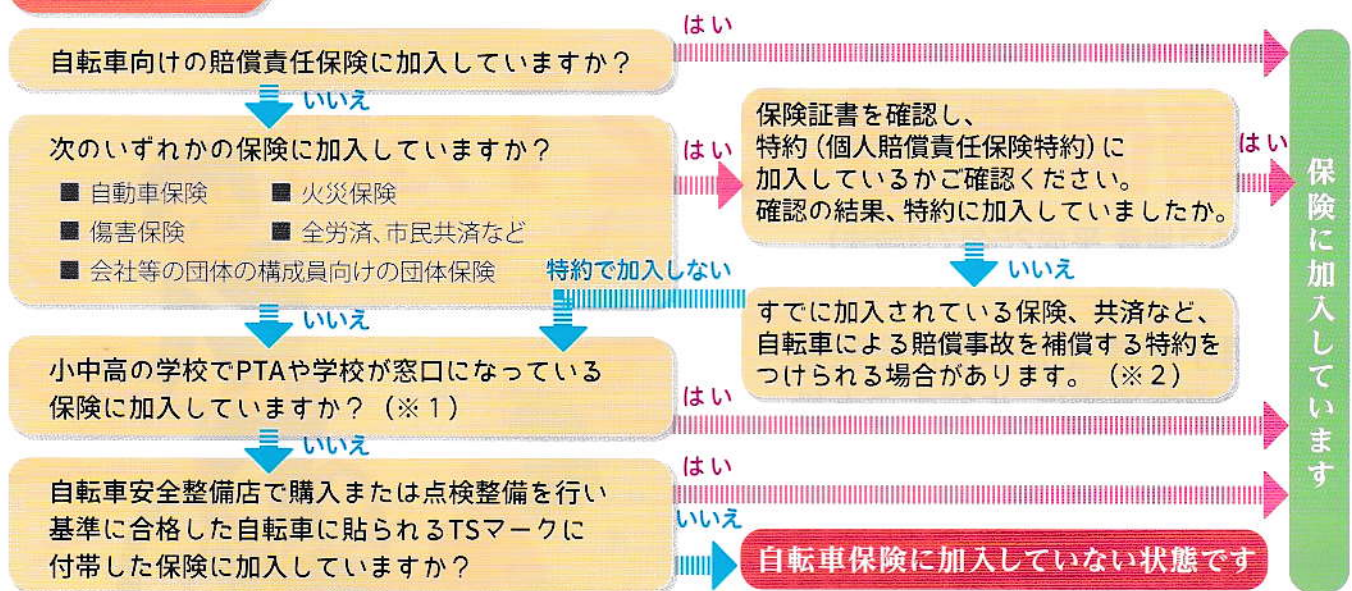 はい
自転車向けの賠償責任保険に加入していますか？
いいえ
次のいずれかの保険に加入していますか？
■ 自動車保険　■ 火災保険
■ 傷害保険　■ 全労済、市民共済など
■ 会社等の団体の構成員向けの団体保険
はい
保険証書を確認し、
特約（個人賠償責任保険特約）に
加入しているかご確認ください。
確認の結果、特約に加入していましたか。
はい
いいえ
すでに加入されている保険、共済など、
自転車による賠償事故を補償する特約を
つけられる場合があります。（※２）
特約で加入しない
いいえ
小中高の学校でPTAや学校が窓口になっている
保険に加入していますか？（※１）
はい
いいえ
自転車安全整備店で購入または点検整備を行い
基準に合格した自転車に貼られるTSマークに
付帯した保険に加入していますか？
はい
いいえ
自転車保険に加入していない状態です
保険に加入しています